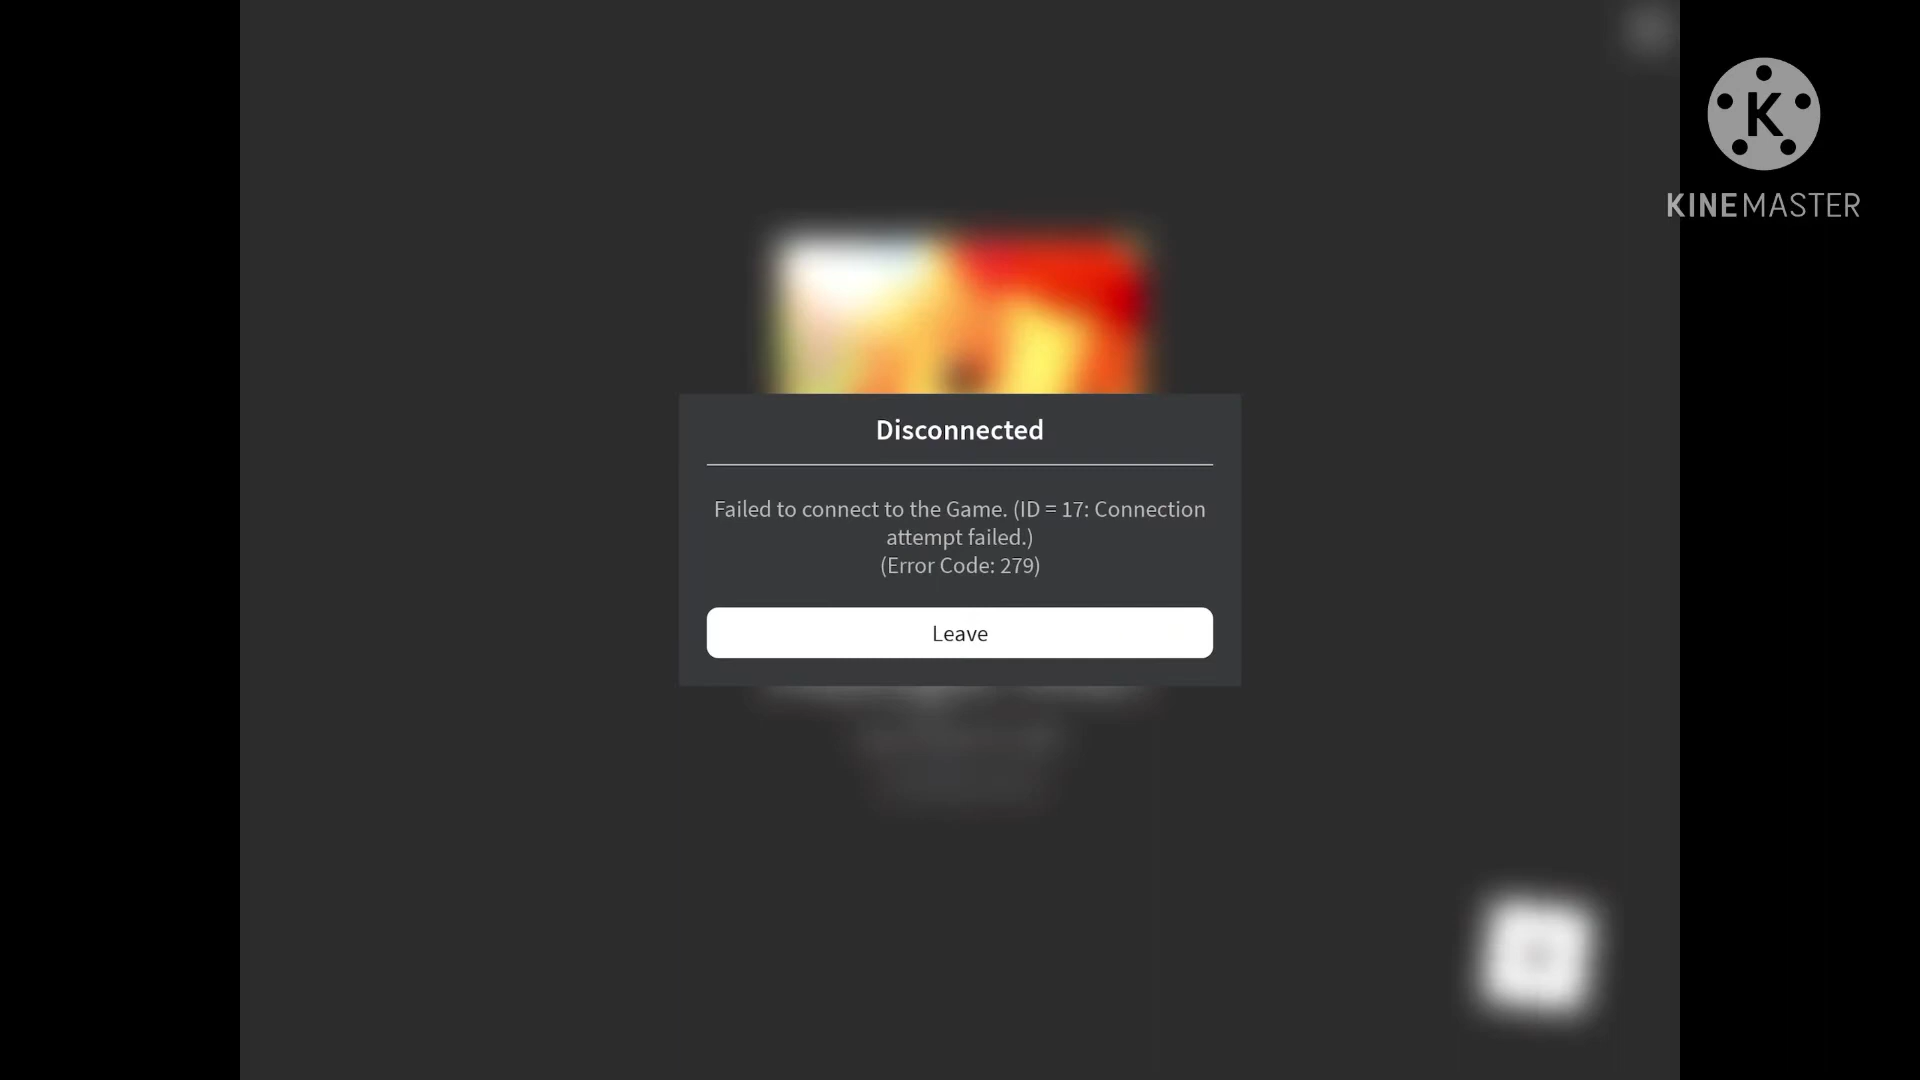 K
KINEMASTER
Disconnected
Failed to connect to the Game. (ID = 17: Connection
attempt failed.)
(Error Code: 279)
Leave